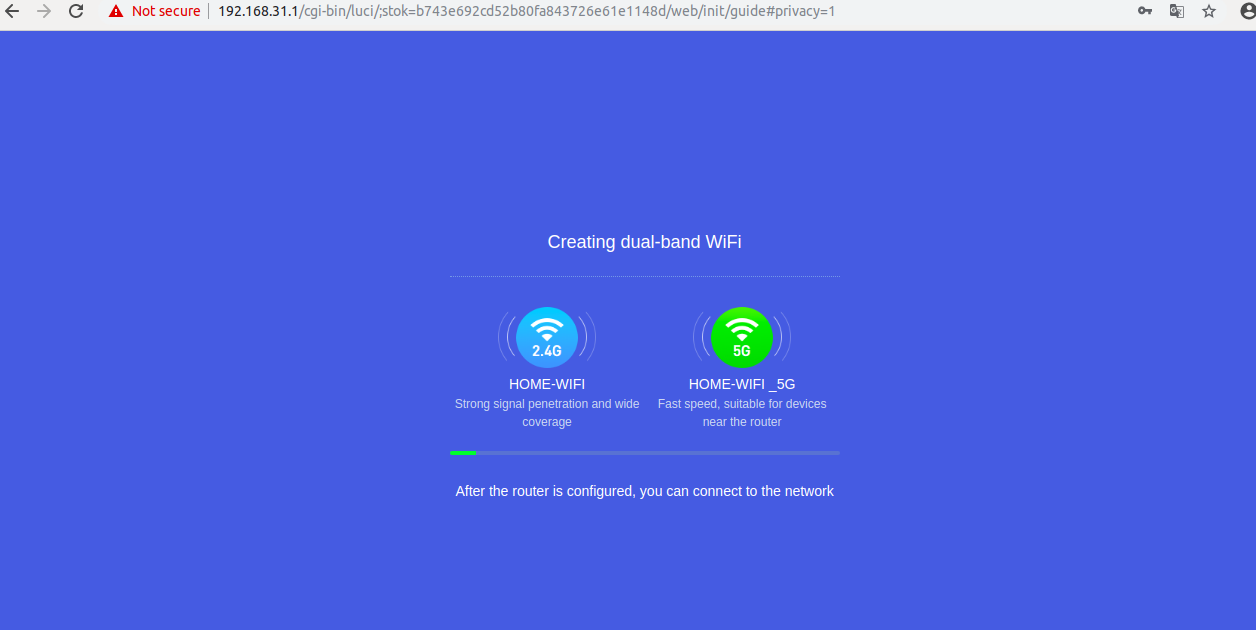 Not secure | 192.168.31.1/cgi-bin/luci/;stok=b743e692cd52b80fa843726e61e1148d/web/init/guide#privacy=1
Creating dual-band WiFi
2.4G
HOME-WIFI
Strong signal penetration and wide
coverage
5G
HOME-WIFI _5G
Fast speed, suitable for devices
near the router
After the router is configured, you can connect to the network